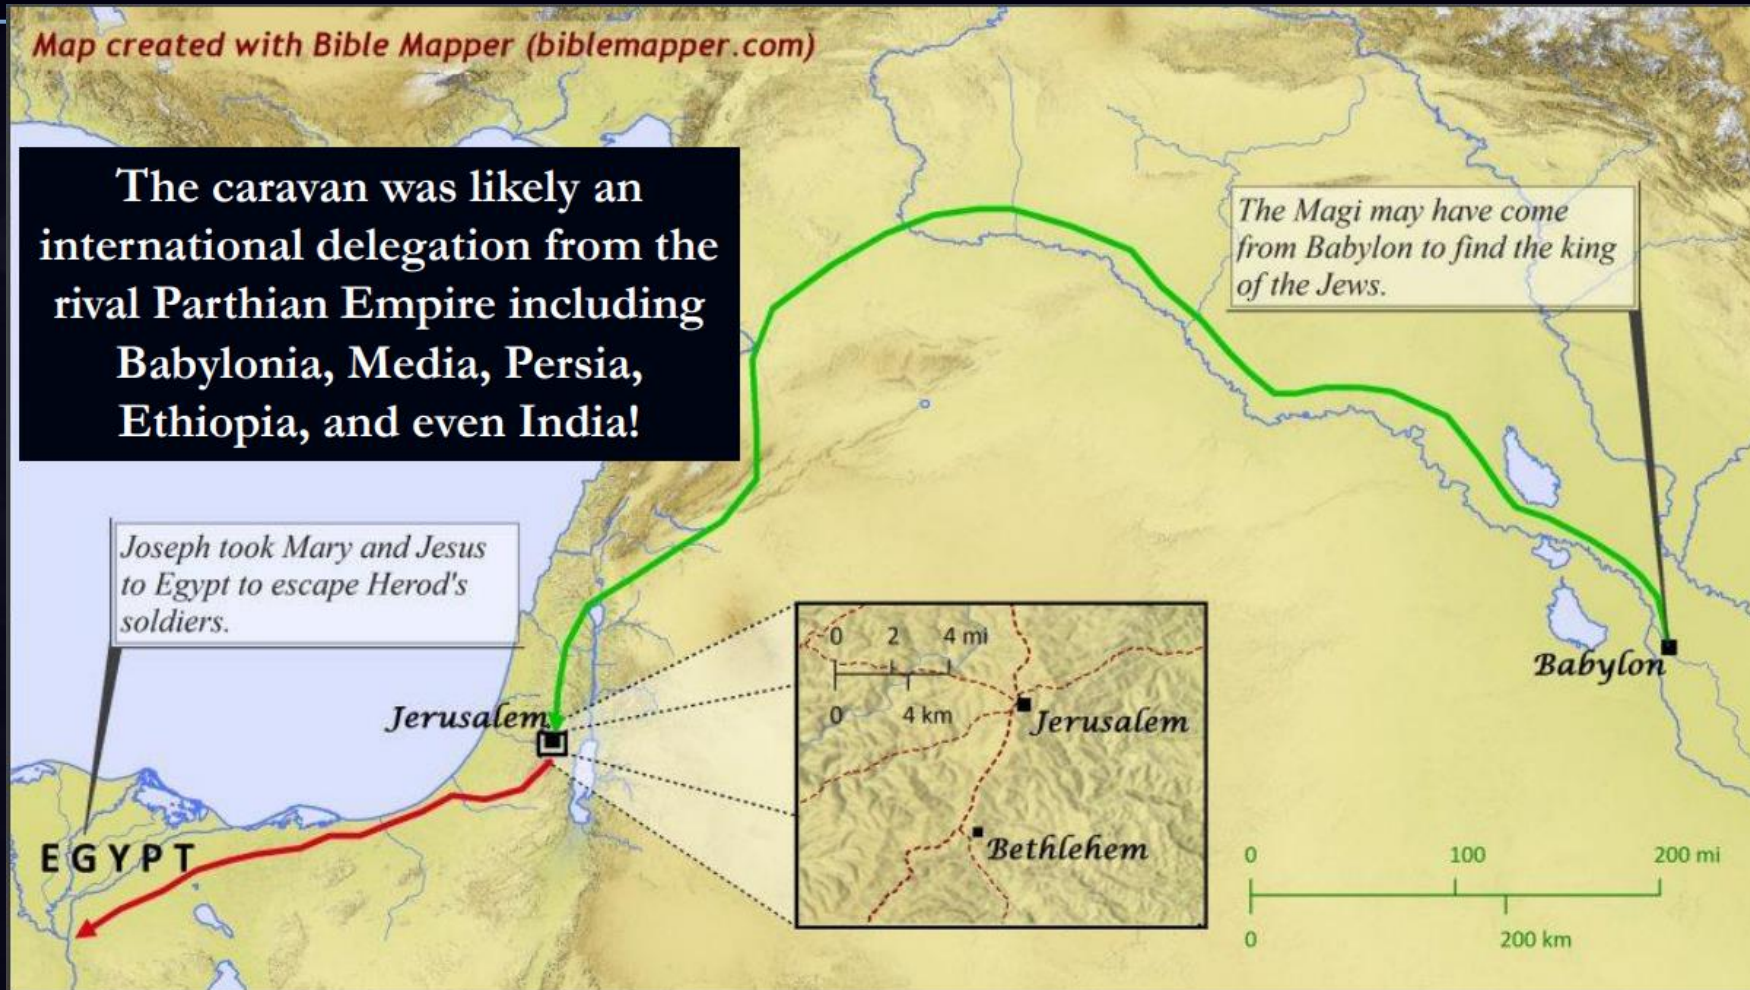 Map created with Bible Mapper (biblemapper.com)
The caravan was likely an
international delegation from the
rival Parthian Empire including
Babylonia, Media, Persia,
Ethiopia, and even India!
The Magi may have come
from Babylon to find the king
of the Jews.
Joseph took Mary and Jesus
to Egypt to escape Herod's
soldiers.
0 2 4 mi
0 4 km
Jerusalem
Jerusalem
Bethlehem
Babylon
EGYPT
0 100 200 mi
0 200 km